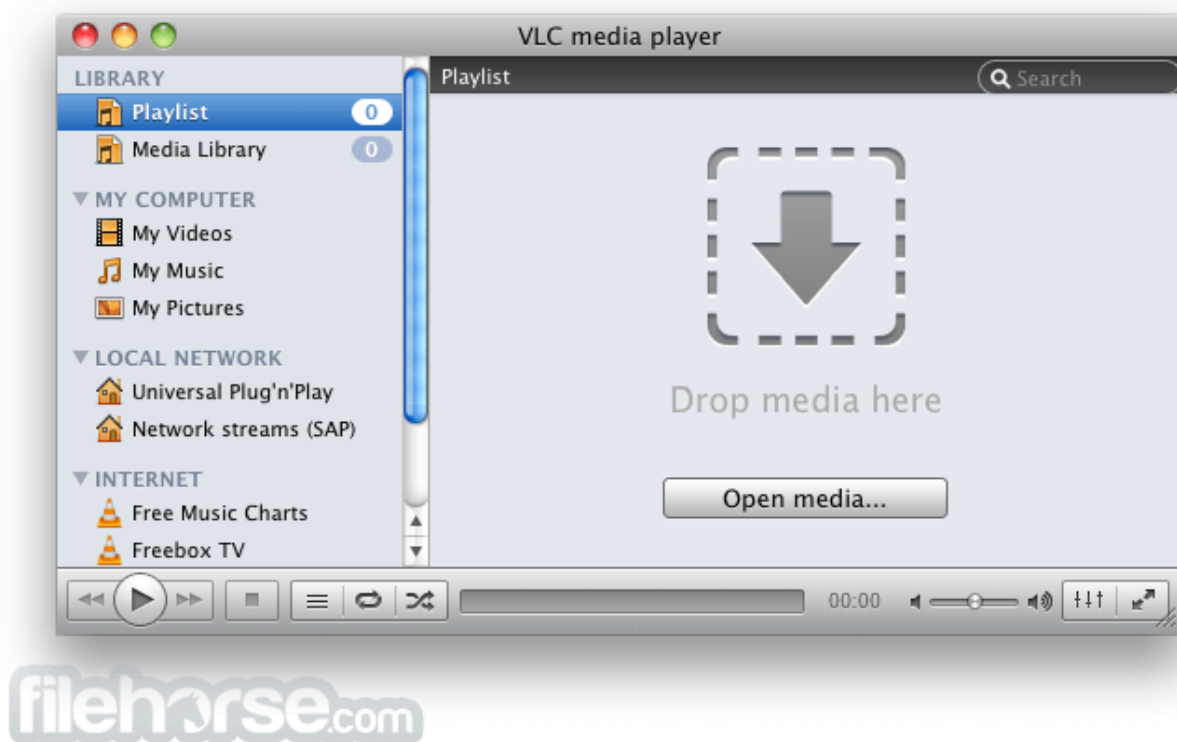 VLC media player
LIBRARY
Playlist 0
Media Library 0
MY COMPUTER
My Videos
My Music
My Pictures
LOCAL NETWORK
Universal Plug'n'Play
Network streams (SAP)
INTERNET
Free Music Charts
Freebox TV
Playlist
Search
Drop media here
Open media...
00:00
filehorse.com